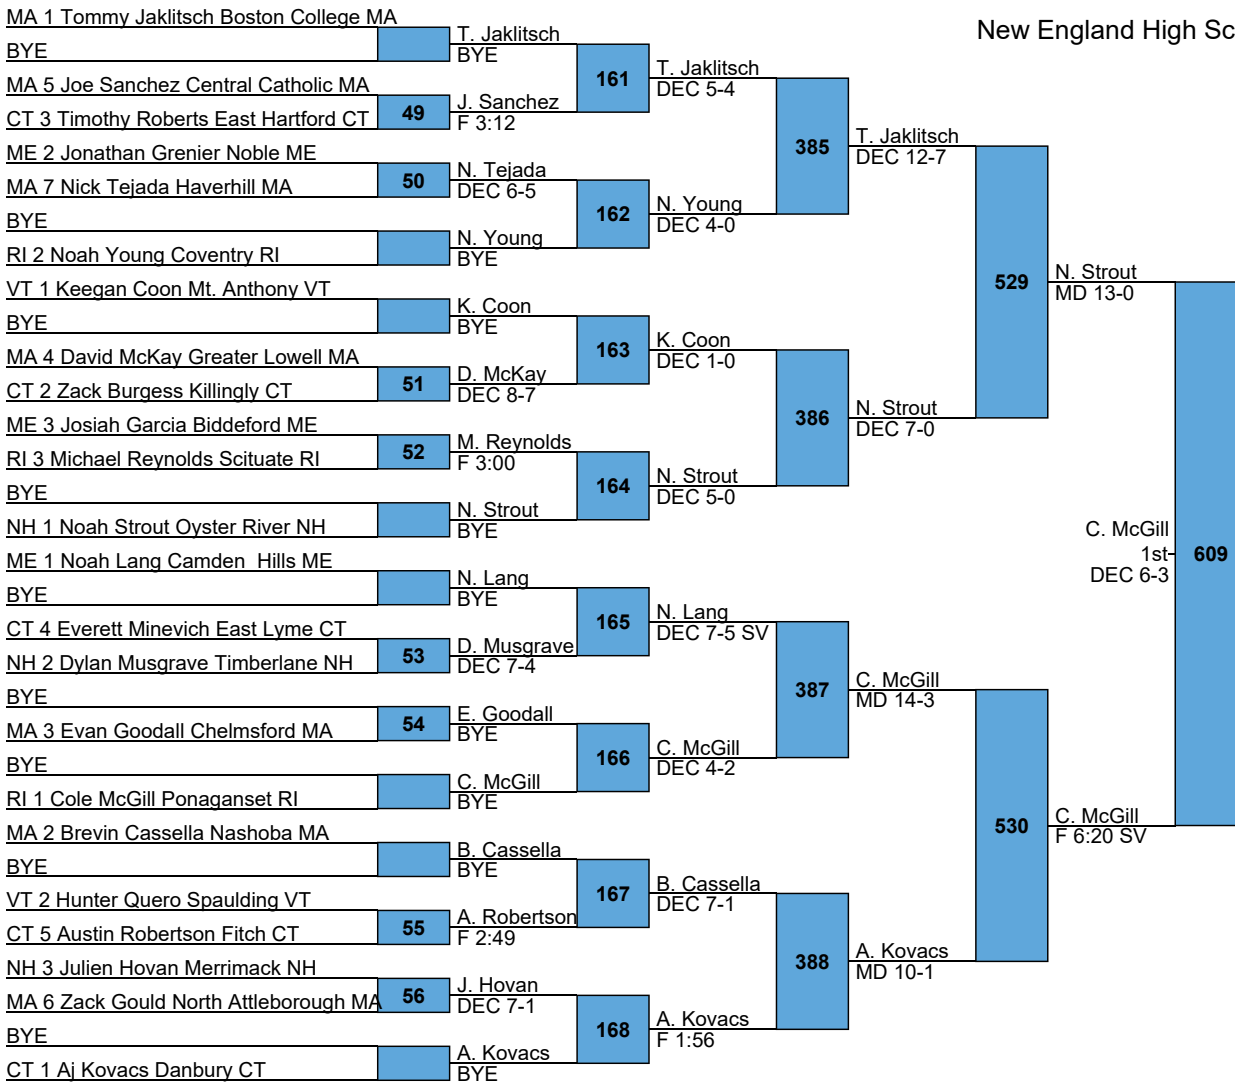 New England High Sc
MA 1 Tommy Jaklitsch Boston College MA
BYE
MA 5 Joe Sanchez Central Catholic MA
CT 3 Timothy Roberts East Hartford CT
ME 2 Jonathan Grenier Noble ME
MA 7 Nick Tejada Haverhill MA
BYE
RI 2 Noah Young Coventry RI
VT 1 Keegan Coon Mt. Anthony VT
BYE
MA 4 David McKay Greater Lowell MA
CT 2 Zack Burgess Killingly CT
ME 3 Josiah Garcia Biddeford ME
RI 3 Michael Reynolds Scituate RI
BYE
NH 1 Noah Strout Oyster River NH
ME 1 Noah Lang Camden  Hills ME
BYE
CT 4 Everett Minevich East Lyme CT
NH 2 Dylan Musgrave Timberlane NH
BYE
MA 3 Evan Goodall Chelmsford MA
BYE
RI 1 Cole McGill Ponaganset RI
MA 2 Brevin Cassella Nashoba MA
BYE
VT 2 Hunter Quero Spaulding VT
CT 5 Austin Robertson Fitch CT
NH 3 Julien Hovan Merrimack NH
MA 6 Zack Gould North Attleborough MA
BYE
CT 1 Aj Kovacs Danbury CT
49
50
51
52
53
54
55
56
T. Jaklitsch
BYE
J. Sanchez
F 3:12
N. Tejada
DEC 6-5
N. Young
BYE
K. Coon
BYE
D. McKay
DEC 8-7
M. Reynolds
F 3:00
N. Strout
BYE
N. Lang
BYE
D. Musgrave
DEC 7-4
E. Goodall
BYE
C. McGill
BYE
B. Cassella
BYE
A. Robertson
F 2:49
J. Hovan
DEC 7-1
A. Kovacs
BYE
161
162
163
164
165
166
167
168
T. Jaklitsch
DEC 5-4
N. Young
DEC 4-0
K. Coon
DEC 1-0
N. Strout
DEC 5-0
N. Lang
DEC 7-5 SV
C. McGill
DEC 4-2
B. Cassella
DEC 7-1
A. Kovacs
F 1:56
385
386
387
388
T. Jaklitsch
DEC 12-7
N. Strout
DEC 7-0
C. McGill
MD 14-3
A. Kovacs
MD 10-1
529
530
N. Strout
MD 13-0
C. McGill
F 6:20 SV
C. McGill
1st
DEC 6-3
609